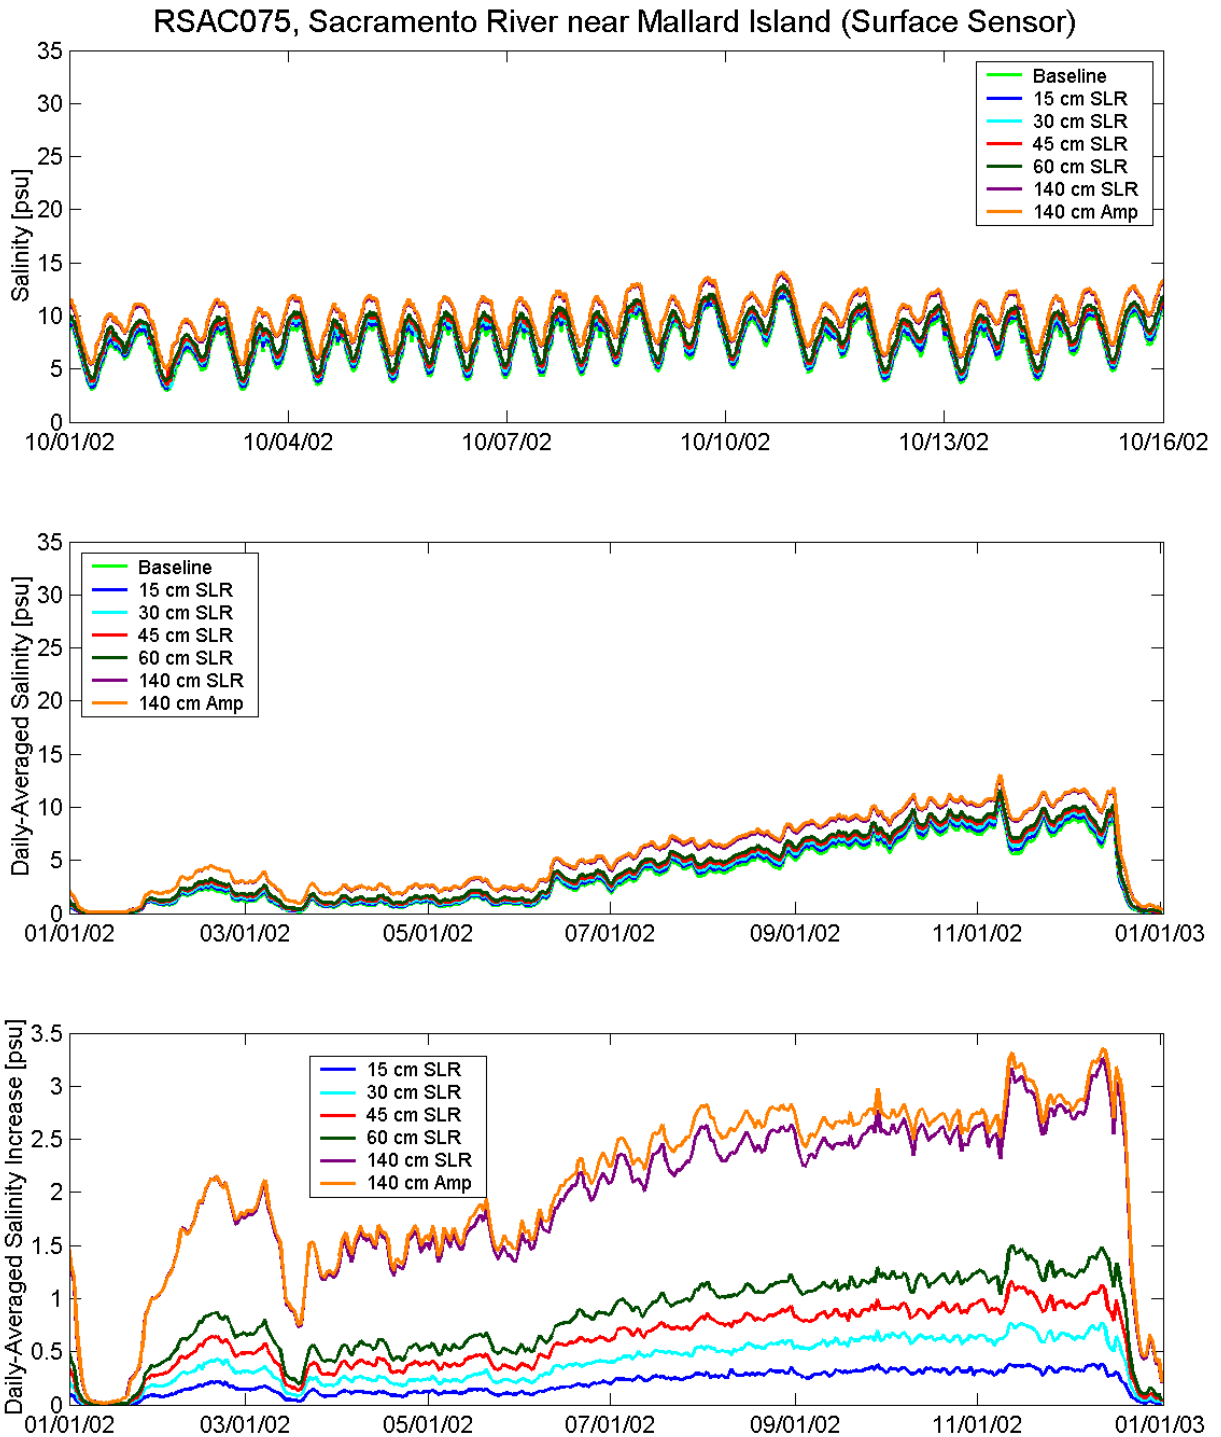 RSAC075, Sacramento River near Mallard Island (Surface Sensor)
Salinity [psu]
35
30
25
20
15
10
5
0
Baseline
15 cm SLR
30 cm SLR
45 cm SLR
60 cm SLR
140 cm SLR
140 cm Amp
10/01/02 10/04/02 10/07/02 10/10/02 10/13/02 10/16/02
Daily-Averaged Salinity [psu]
35
30
25
20
15
10
5
0
Baseline
15 cm SLR
30 cm SLR
45 cm SLR
60 cm SLR
140 cm SLR
140 cm Amp
01/01/02 03/01/02 05/01/02 07/01/02 09/01/02 11/01/02 01/01/03
Daily-Averaged Salinity Increase [psu]
3.5
3
2.5
2
1.5
1
0.5
0
15 cm SLR
30 cm SLR
45 cm SLR
60 cm SLR
140 cm SLR
140 cm Amp
01/01/02 03/01/02 05/01/02 07/01/02 09/01/02 11/01/02 01/01/03